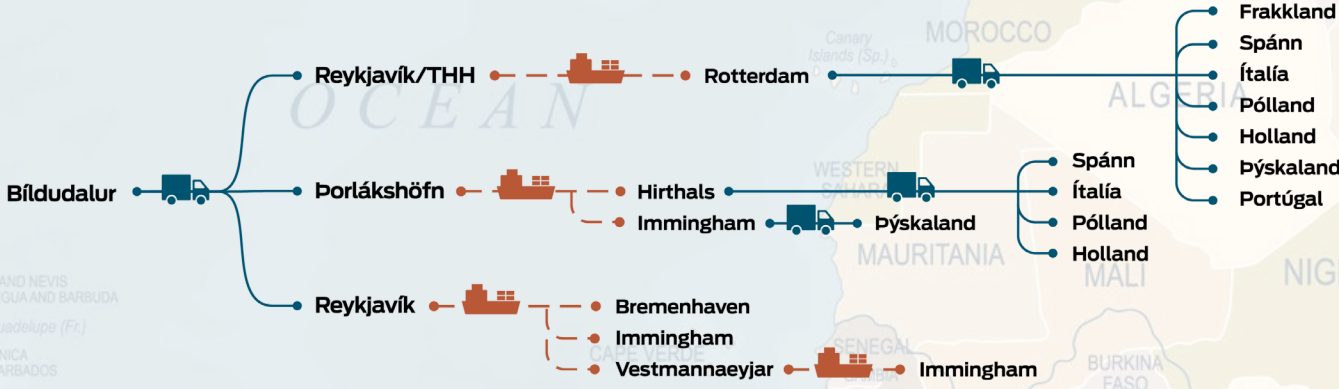 Frakkland
Spánn
Ítalía
Pólland
Holland
Þýskaland
Portúgal
Reykjavík/THH
Rotterdam
Bíldudalur
Þorlákshöfn
Hirthals
Spánn
Ítalía
Pólland
Holland
Immingham
Þýskaland
Reykjavík
Bremenhaven
Immingham
Vestmannaeyjar
Immingham
OCEAN
Canary
Islands (Sp.)
MOROCCO
ALGERIA
WESTERN
SAHARA
MAURITANIA
MALI
CAPE VERDE
SENEGAL
GAMBIA
BURKINA
FASO